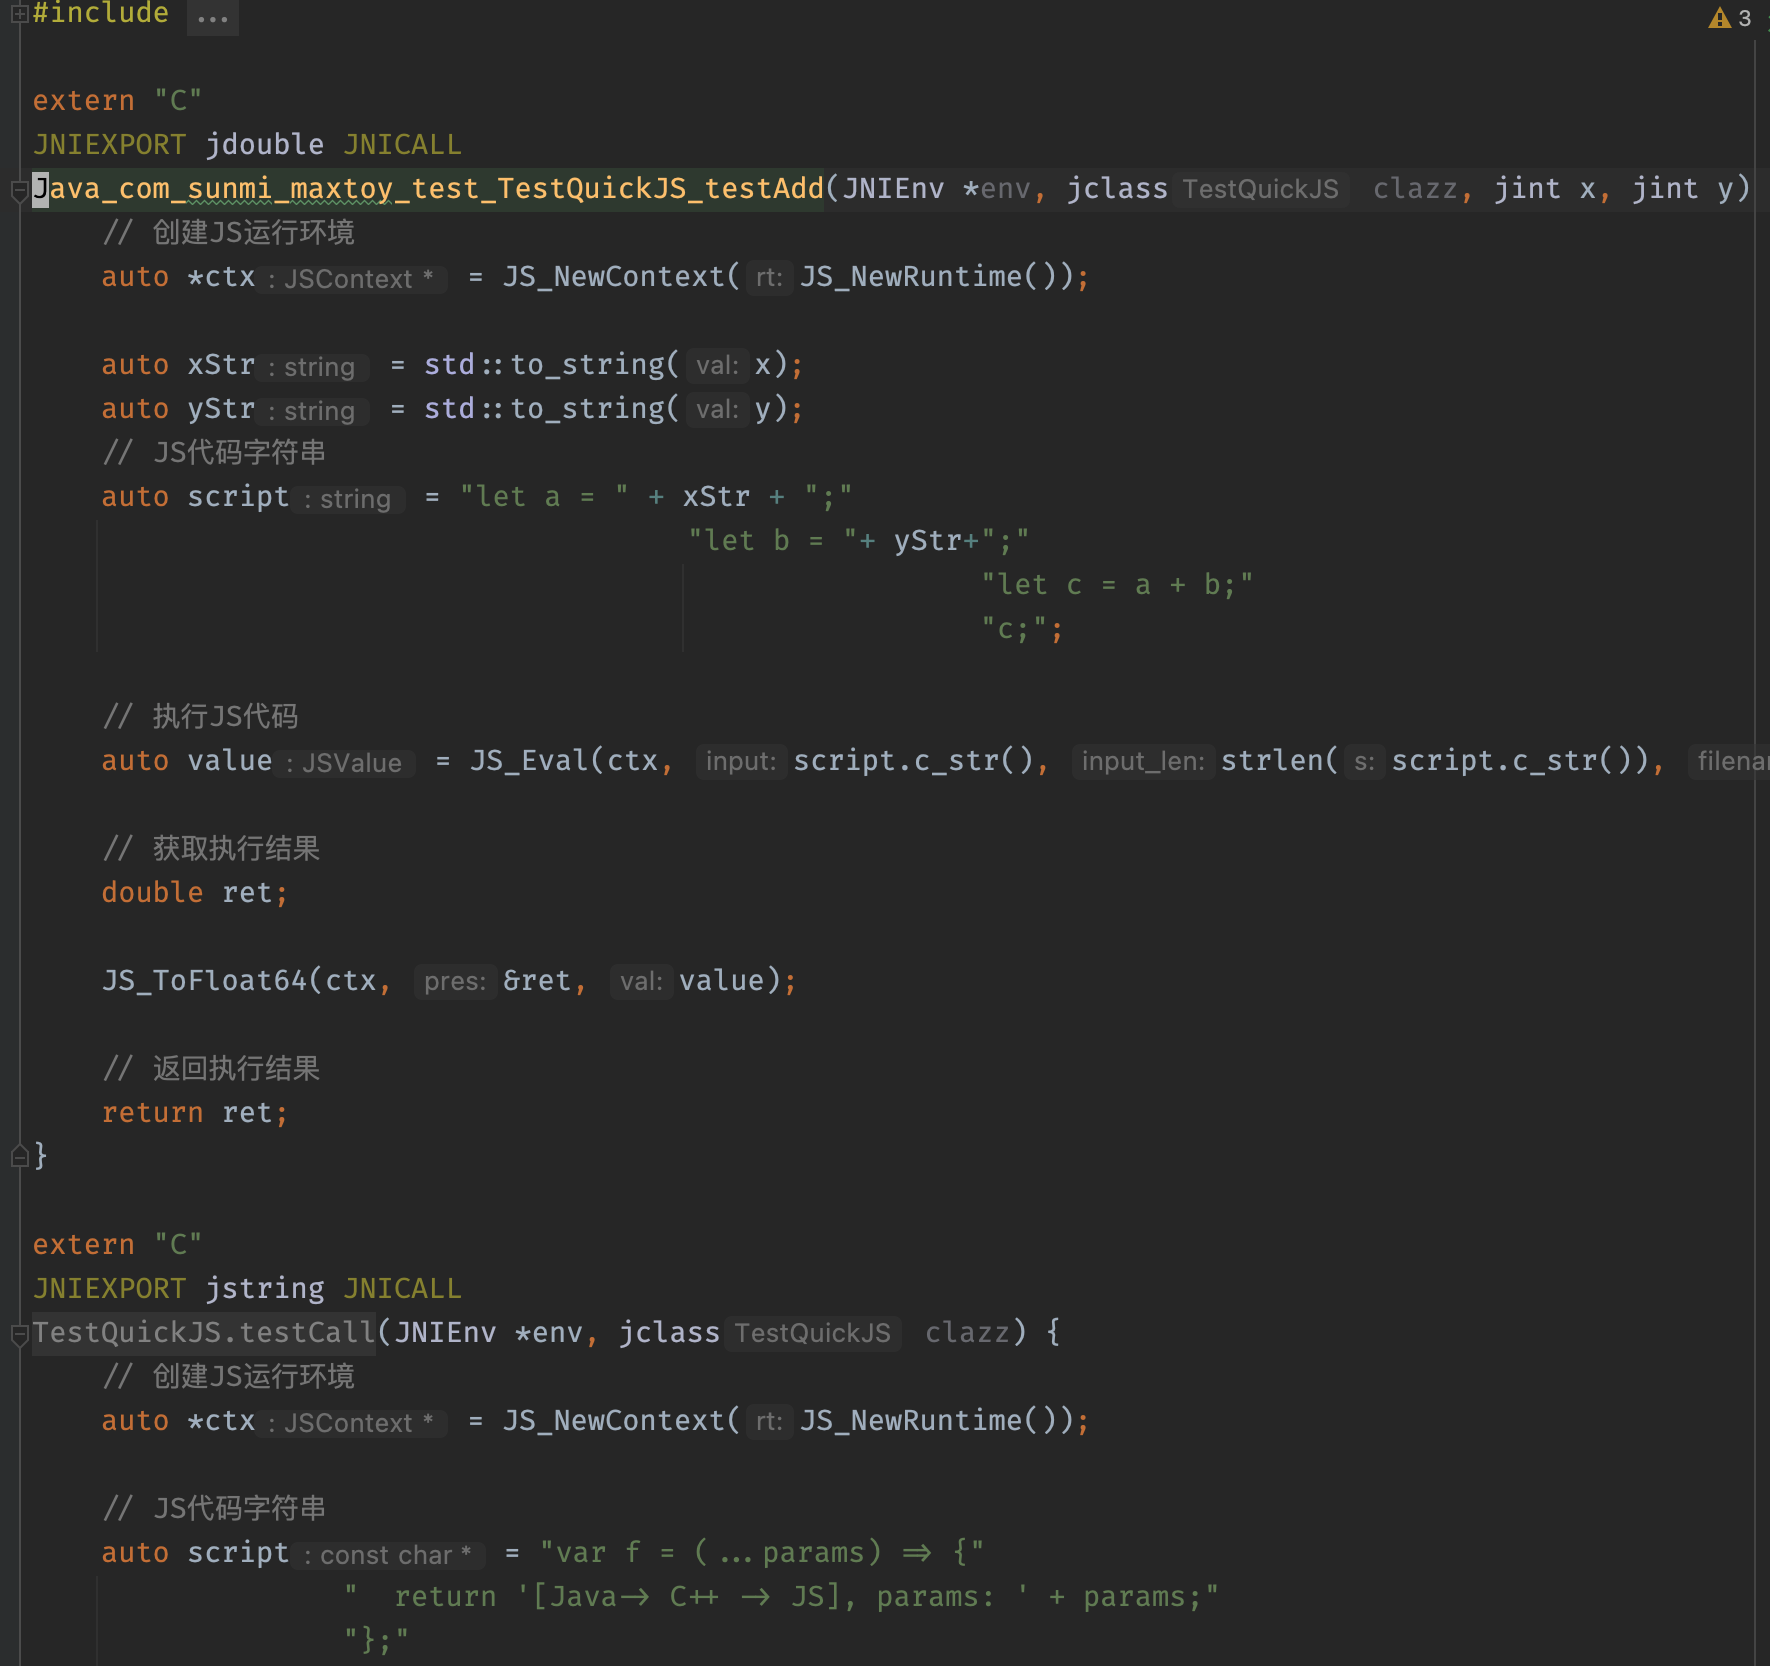 #include ...
3
extern "C"
JNIEXPORT jdouble JNICALL
Java_com_sunmi_maxtoy_test_TestQuickJS_testAdd(JNIEnv *env, jclass TestQuickJS clazz, jint x, jint y)
// 创建JS运行环境
auto *ctx : JSContext * = JS_NewContext( rt: JS_NewRuntime());
auto xStr : string = std::to_string( val: x);
auto yStr : string = std::to_string( val: y);
// JS代码字符串
auto script : string = "let a = " + xStr + ";"
"let b = "+ yStr+";"
"let c = a + b;"
"c;";
// 执行JS代码
auto value : JSValue = JS_Eval(ctx, input: script.c_str(), input_len: strlen( s: script.c_str()),
// 获取执行结果
double ret;
JS_ToFloat64(ctx, pres: &ret, val: value);
// 返回执行结果
return ret;
}
extern "C"
JNIEXPORT jstring JNICALL
TestQuickJS.testCall(JNIEnv *env, jclass TestQuickJS clazz) {
// 创建JS运行环境
auto *ctx : JSContext * = JS_NewContext( rt: JS_NewRuntime());
// JS代码字符串
auto script : const char * = "var f = (...params) => {"
"  return '[Java-> C++ -> JS], params: ' + params;"
"};"